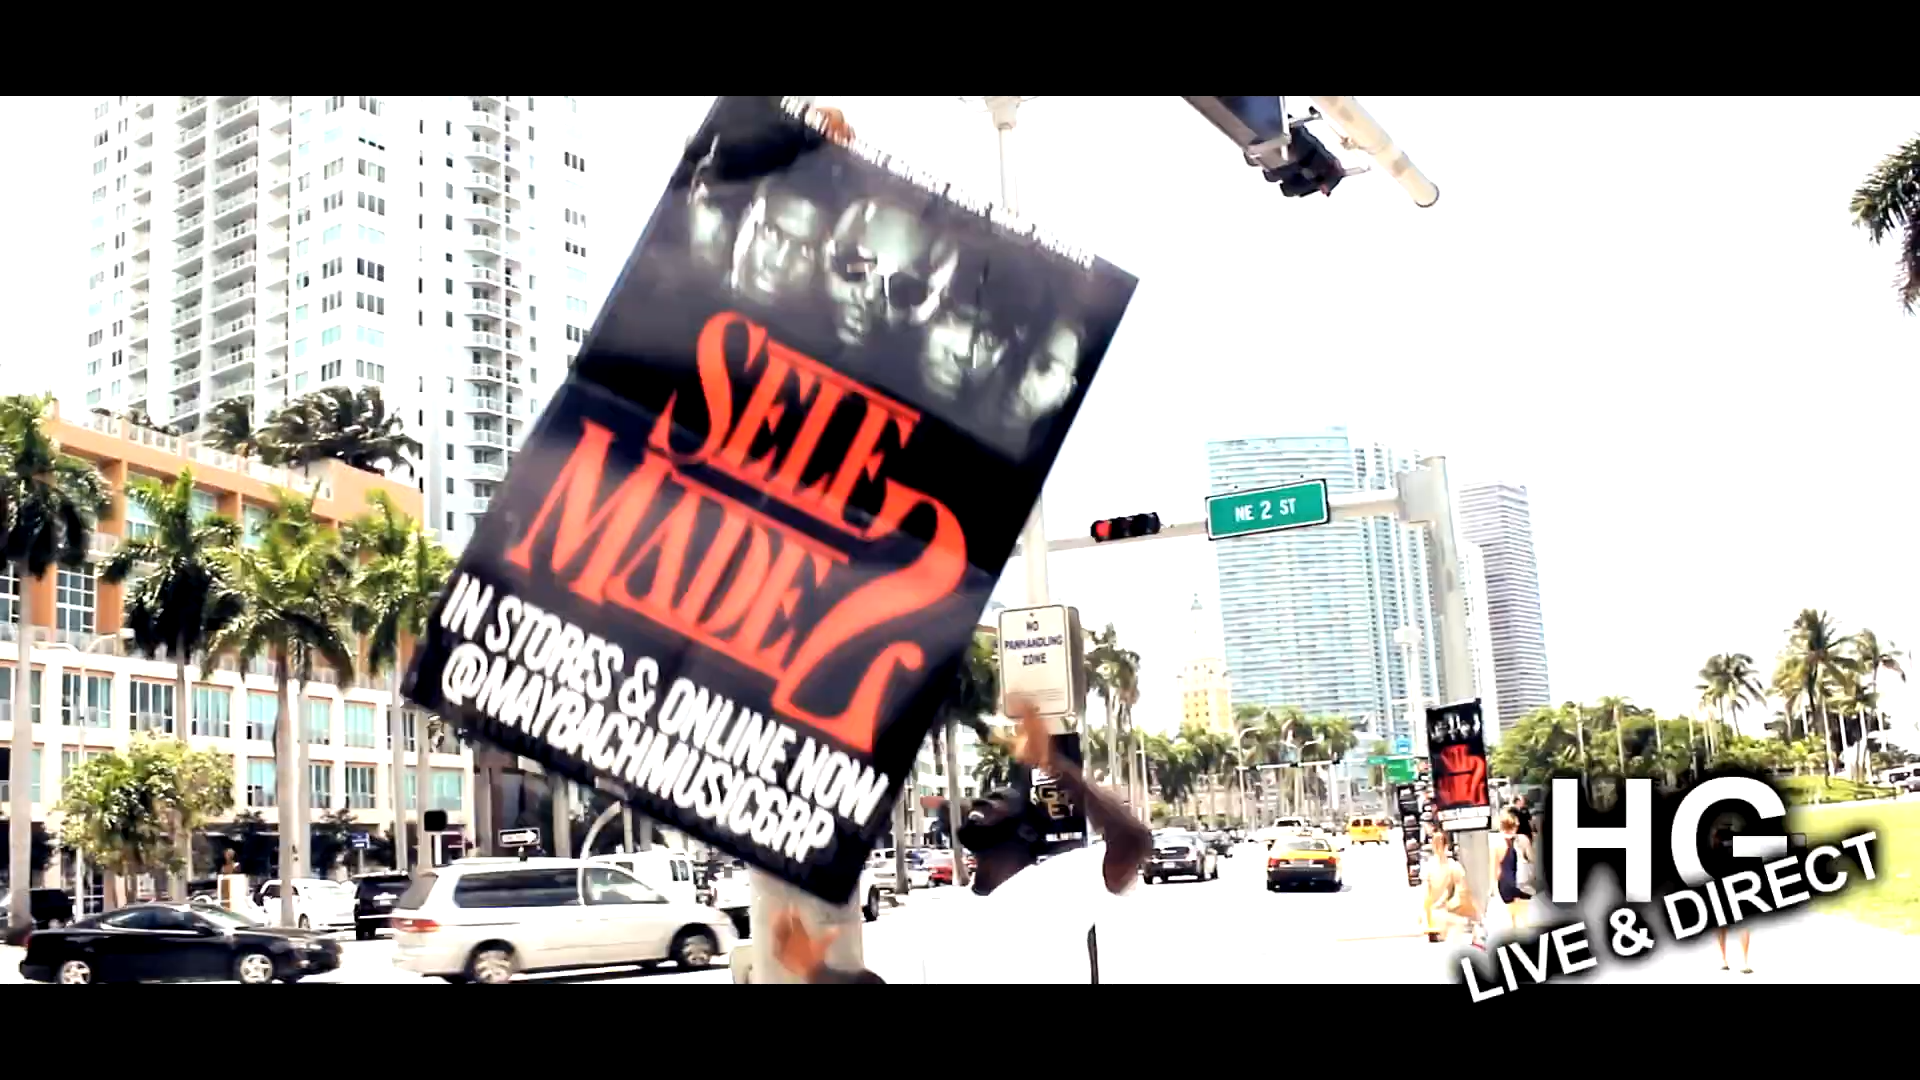 SELF
MADE 2
IN STORES & ONLINE NOW
@MAYBACHMUSICGRP
NE 2 ST
NO
PANHANDLING
ZONE
HG
LIVE & DIRECT